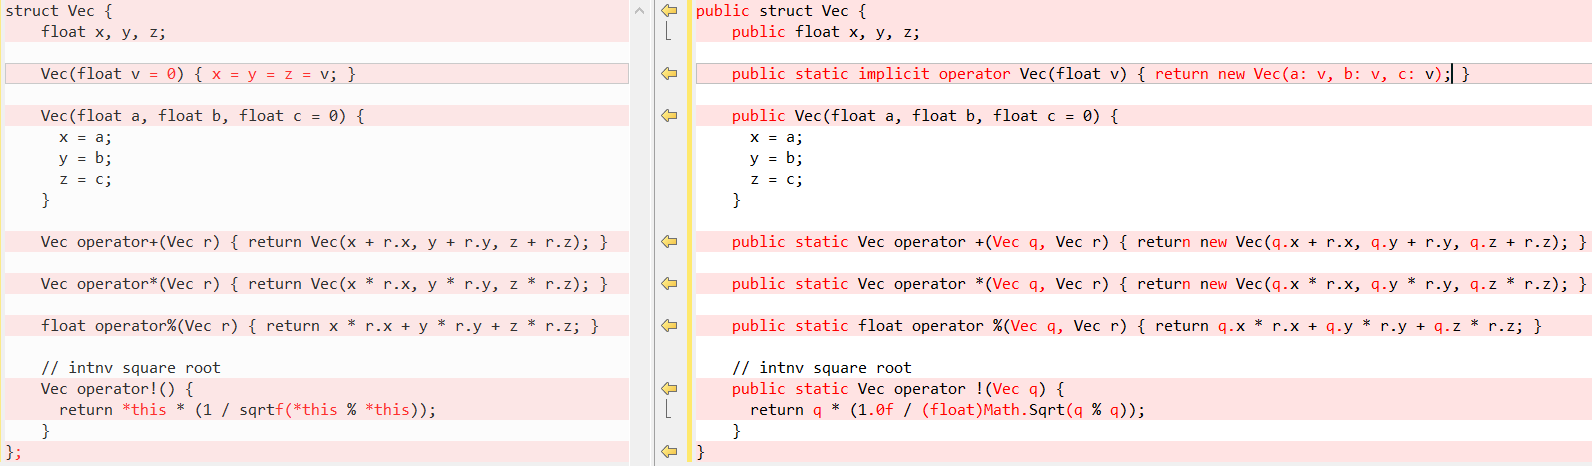 struct Vec {
    float x, y, z;

    Vec(float v = 0) { x = y = z = v; }

    Vec(float a, float b, float c = 0) {
      x = a;
      y = b;
      z = c;
    }

    Vec operator+(Vec r) { return Vec(x + r.x, y + r.y, z + r.z); }

    Vec operator*(Vec r) { return Vec(x * r.x, y * r.y, z * r.z); }

    float operator%(Vec r) { return x * r.x + y * r.y + z * r.z; }

    // intnv square root
    Vec operator!() {
      return *this * (1 / sqrtf(*this % *this));
    }
};
public struct Vec {
    public float x, y, z;

    public static implicit operator Vec(float v) { return new Vec(a: v, b: v, c: v); }

    public Vec(float a, float b, float c = 0) {
      x = a;
      y = b;
      z = c;
    }

    public static Vec operator +(Vec q, Vec r) { return new Vec(q.x + r.x, q.y + r.y, q.z + r.z); }

    public static Vec operator *(Vec q, Vec r) { return new Vec(q.x * r.x, q.y * r.y, q.z * r.z); }

    public static float operator %(Vec q, Vec r) { return q.x * r.x + q.y * r.y + q.z * r.z; }

    // intnv square root
    public static Vec operator !(Vec q) {
      return q * (1.0f / (float)Math.Sqrt(q % q));
    }
}